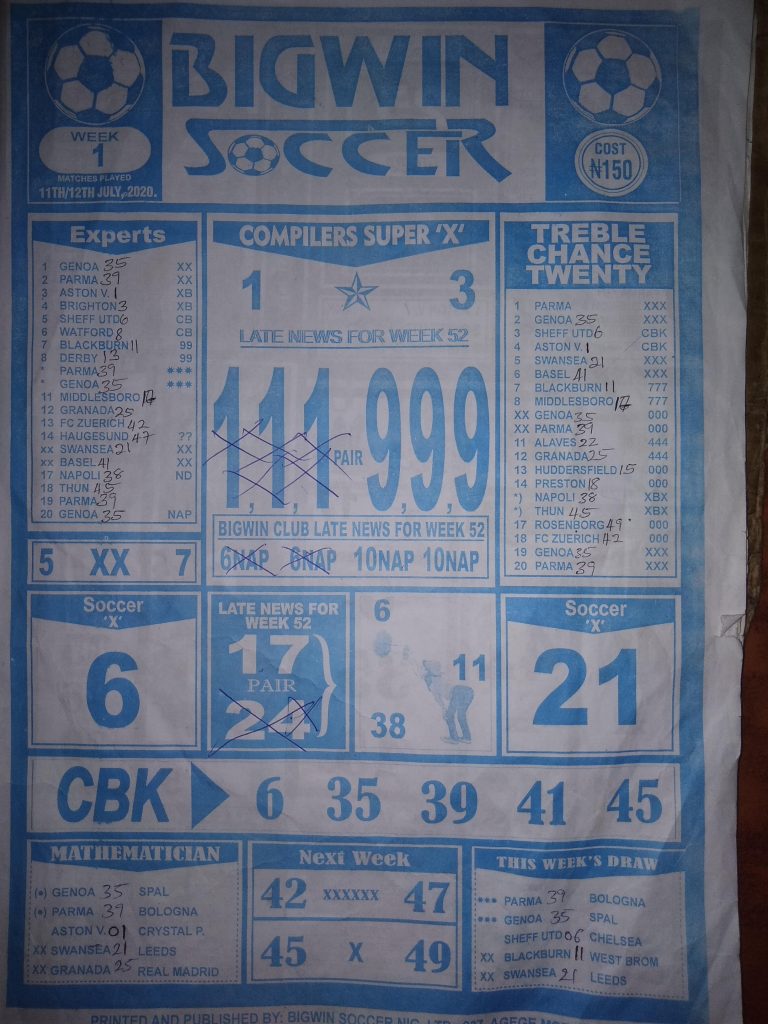 BIGWIN
SOCCER
WEEK
1
MATCHES PLAYED
11TH/12TH JULY, 2020.
COST
₦150
Experts
1 GENOA 35 XX
2 PARMA 39 XX
3 ASTON V. 1 XB
4 BRIGHTON 3 XB
5 SHEFF UTD 6 CB
6 WATFORD 8 CB
7 BLACKBURN 11 99
8 DERBY 13 99
* PARMA 39 ***
* GENOA 35 ***
11 MIDDLESBORO 17
12 GRANADA 25
13 FC ZUERICH 42
14 HAUGESUND 47 ??
xx SWANSEA 21 XX
xx BASEL 41 XX
17 NAPOLI 38 ND
18 THUN 45
19 PARMA 39
20 GENOA 35 NAP
5 XX 7
COMPILERS SUPER 'X'
1 3
LATE NEWS FOR WEEK 52
1,1,1 PAIR 9,9,9
BIGWIN CLUB LATE NEWS FOR WEEK 52
6NAP 6NAP 10NAP 10NAP
TREBLE
CHANCE
TWENTY
1 PARMA XXX
2 GENOA 35 XXX
3 SHEFF UTD 6 CBK
4 ASTON V. 1 CBK
5 SWANSEA 21 XXX
6 BASEL 41 XXX
7 BLACKBURN 11 777
8 MIDDLESBORO 17 777
XX GENOA 35 000
XX PARMA 39 000
11 ALAVES 22 444
12 GRANADA 25 444
13 HUDDERSFIELD 15 000
14 PRESTON 18 000
*) NAPOLI 38 XBX
*) THUN 45 XBX
17 ROSENBORG 49 000
18 FC ZUERICH 42 000
19 GENOA 35 XXX
20 PARMA 39 XXX
Soccer
'X'
6
LATE NEWS FOR
WEEK 52
17
PAIR
24
6
11
38
Soccer
'X'
21
CBK 6 35 39 41 45
MATHEMATICIAN
(•) GENOA 35 SPAL
(•) PARMA 39 BOLOGNA
ASTON V. 01 CRYSTAL P.
XX SWANSEA 21 LEEDS
XX GRANADA 25 REAL MADRID
Next Week
42 XXXXXX 47
45 X 49
THIS WEEK'S DRAW
*** PARMA 39 BOLOGNA
*** GENOA 35 SPAL
SHEFF UTD 06 CHELSEA
XX BLACKBURN 11 WEST BROM
XX SWANSEA 21 LEEDS
PRINTED AND PUBLISHED BY: BIGWIN SOCCER NIG. LTD.